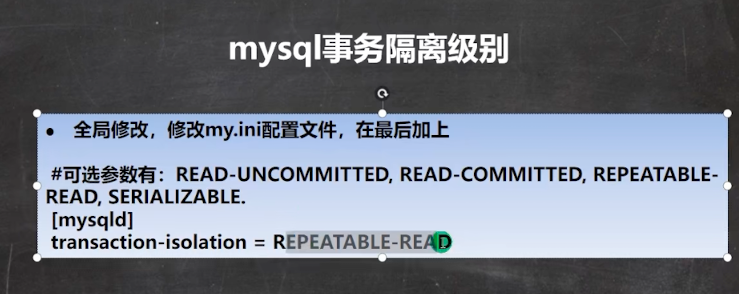 mysql事务隔离级别
● 全局修改，修改my.ini配置文件，在最后加上
#可选参数有：READ-UNCOMMITTED, READ-COMMITTED, REPEATABLE-
READ, SERIALIZABLE.
[mysqld]
transaction-isolation = REPEATABLE-READ